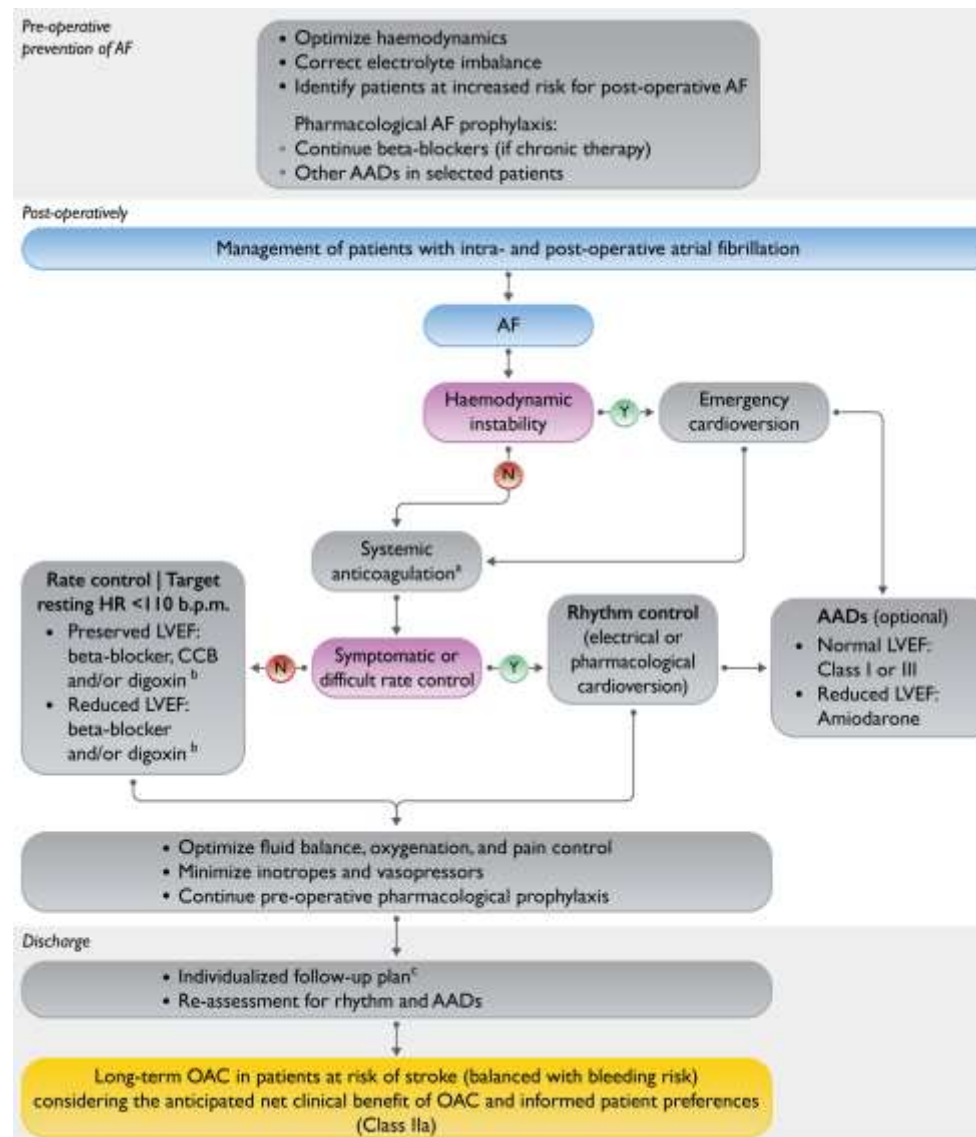 Pre-operative
prevention of AF
• Optimize haemodynamics
• Correct electrolyte imbalance
• Identify patients at increased risk for post-operative AF
Pharmacological AF prophylaxis:
◦ Continue beta-blockers (if chronic therapy)
◦ Other AADs in selected patients
Post-operatively
Management of patients with intra- and post-operative atrial fibrillation
AF
Haemodynamic
instability
Y
Emergency
cardioversion
N
Systemic
anticoagulationᵃ
Rate control | Target
resting HR <110 b.p.m.
• Preserved LVEF:
beta-blocker, CCB
and/or digoxin ᵇ
• Reduced LVEF:
beta-blocker
and/or digoxin ᵇ
N
Symptomatic or
difficult rate control
Y
Rhythm control
(electrical or
pharmacological
cardioversion)
AADs (optional)
• Normal LVEF:
Class I or III
• Reduced LVEF:
Amiodarone
• Optimize fluid balance, oxygenation, and pain control
• Minimize inotropes and vasopressors
• Continue pre-operative pharmacological prophylaxis
Discharge
• Individualized follow-up planᶜ
• Re-assessment for rhythm and AADs
Long-term OAC in patients at risk of stroke (balanced with bleeding risk)
considering the anticipated net clinical benefit of OAC and informed patient preferences
(Class IIa)